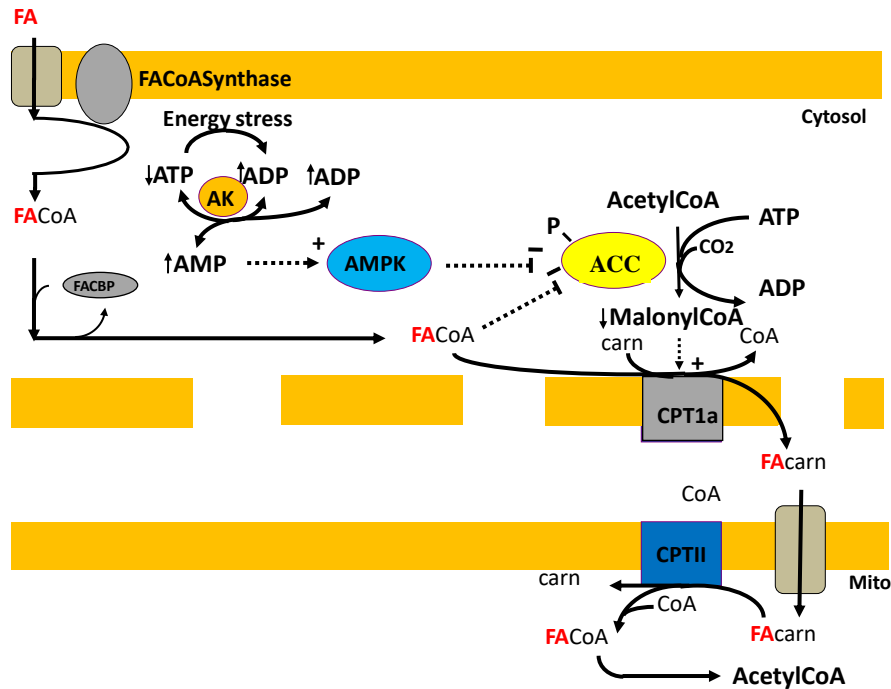 FA
FACoASynthase
Cytosol
Energy stress
↓ATP ↑ADP ↑ADP
AK
FACoA
AcetylCoA
ATP
P
CO2
+
↑AMP
AMPK
ACC
FACBP
ADP
↓MalonylCoA
FACoA
carn
CoA
+
CPT1a
FAcarn
CoA
CPTII
Mito
carn
CoA
FACoA
FAcarn
AcetylCoA